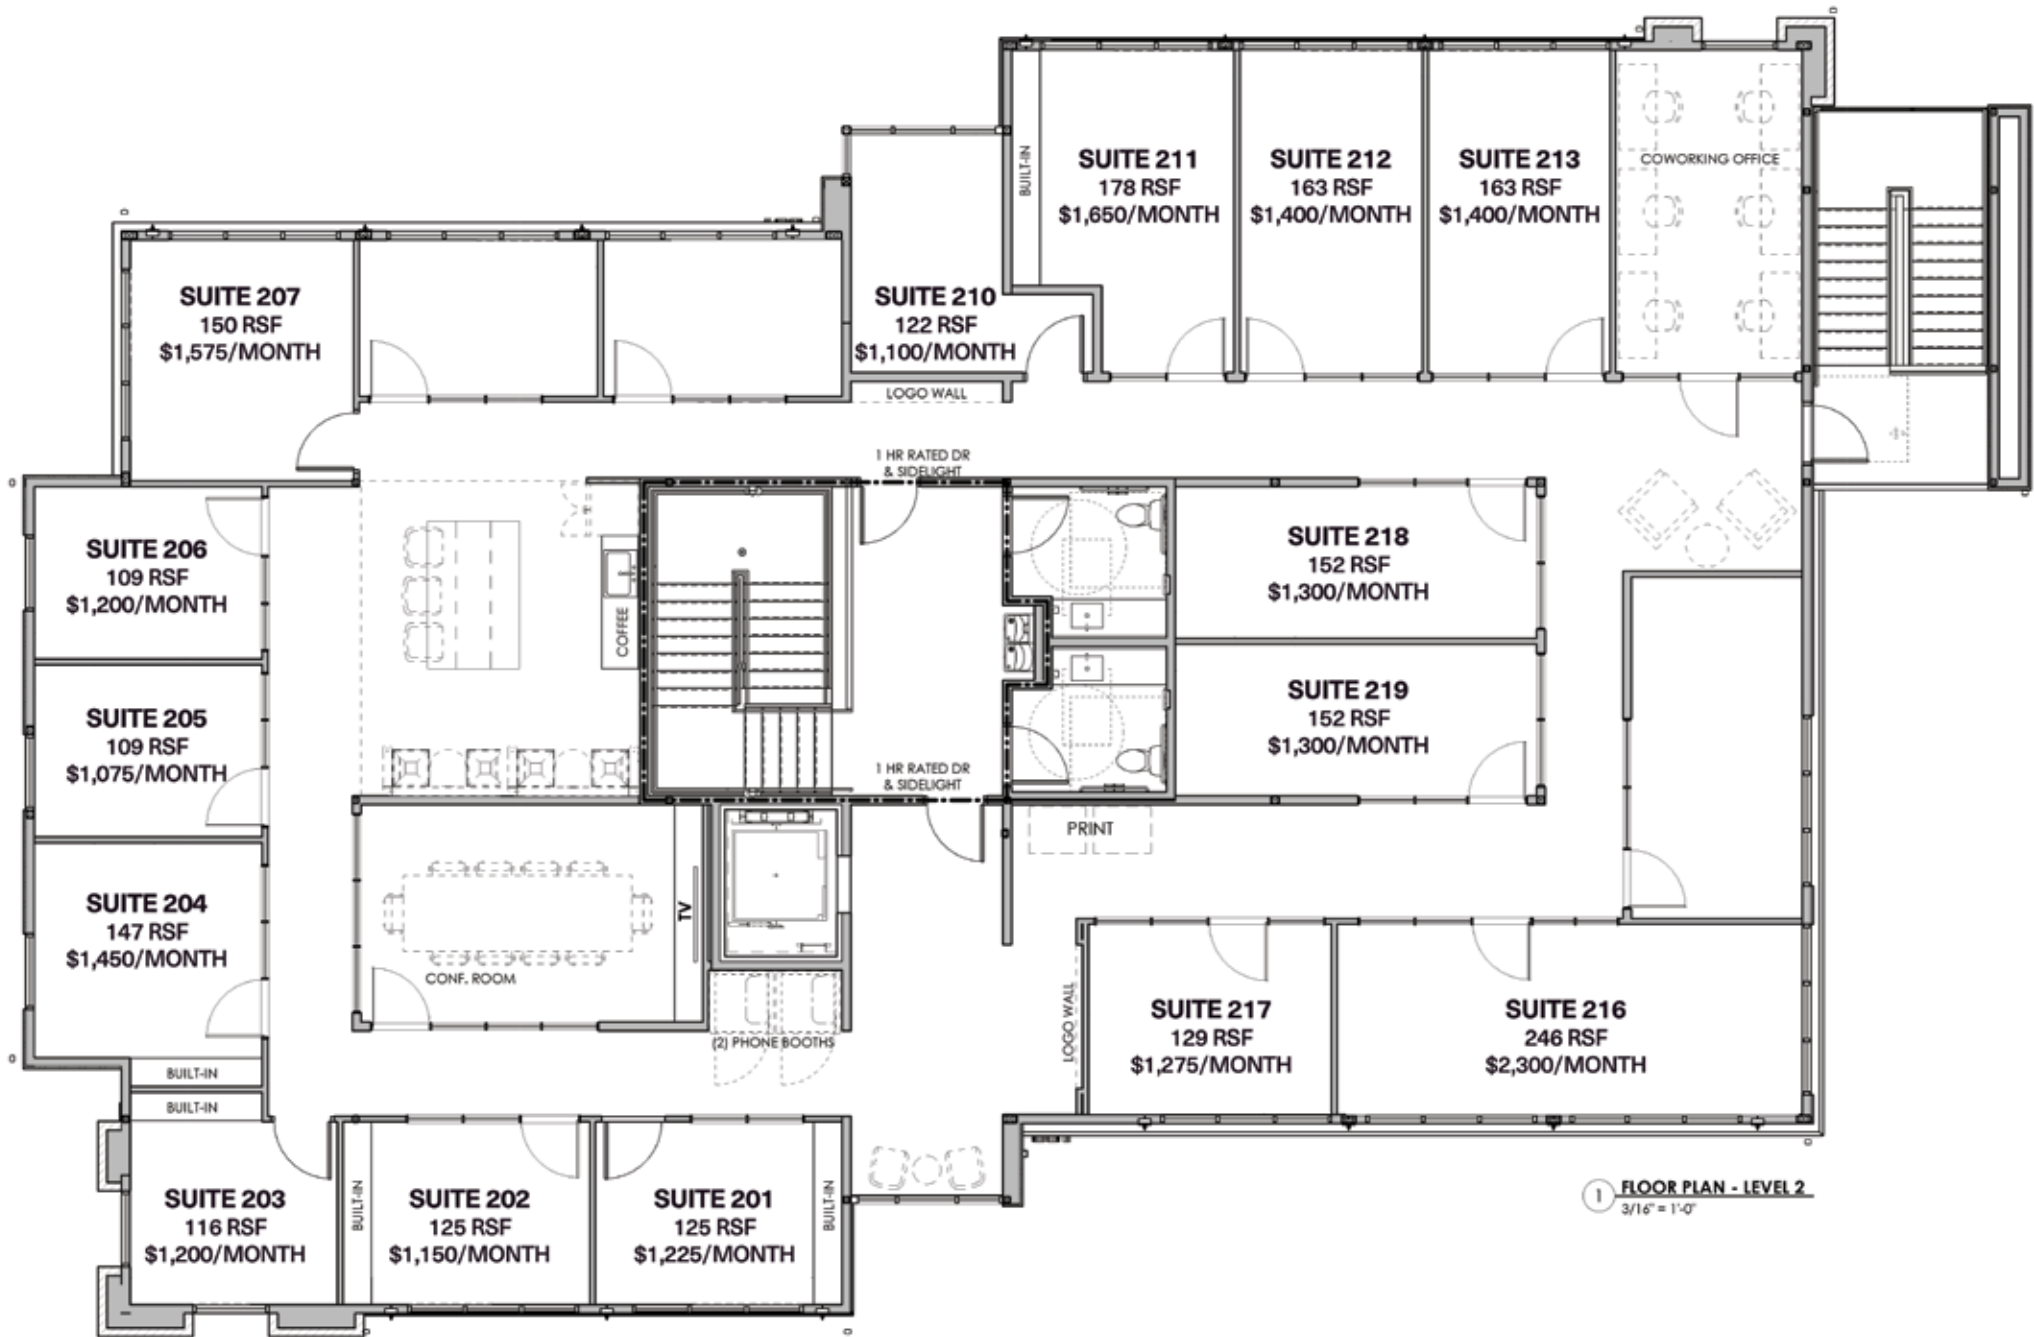 SUITE 211
178 RSF
$1,650/MONTH
BUILT-IN
SUITE 212
163 RSF
$1,400/MONTH
SUITE 213
163 RSF
$1,400/MONTH
COWORKING OFFICE
SUITE 207
150 RSF
$1,575/MONTH
SUITE 210
122 RSF
$1,100/MONTH
LOGO WALL
1 HR RATED DR
& SIDELIGHT
SUITE 206
109 RSF
$1,200/MONTH
COFFEE
SUITE 218
152 RSF
$1,300/MONTH
SUITE 205
109 RSF
$1,075/MONTH
SUITE 219
152 RSF
$1,300/MONTH
1 HR RATED DR
& SIDELIGHT
PRINT
SUITE 204
147 RSF
$1,450/MONTH
TV
CONF. ROOM
(2) PHONE BOOTHS
LOGO WALL
SUITE 217
129 RSF
$1,275/MONTH
SUITE 216
246 RSF
$2,300/MONTH
BUILT-IN
BUILT-IN
SUITE 203
116 RSF
$1,200/MONTH
BUILT-IN
SUITE 202
125 RSF
$1,150/MONTH
SUITE 201
125 RSF
$1,225/MONTH
BUILT-IN
1 FLOOR PLAN - LEVEL 2
3/16" = 1'-0"